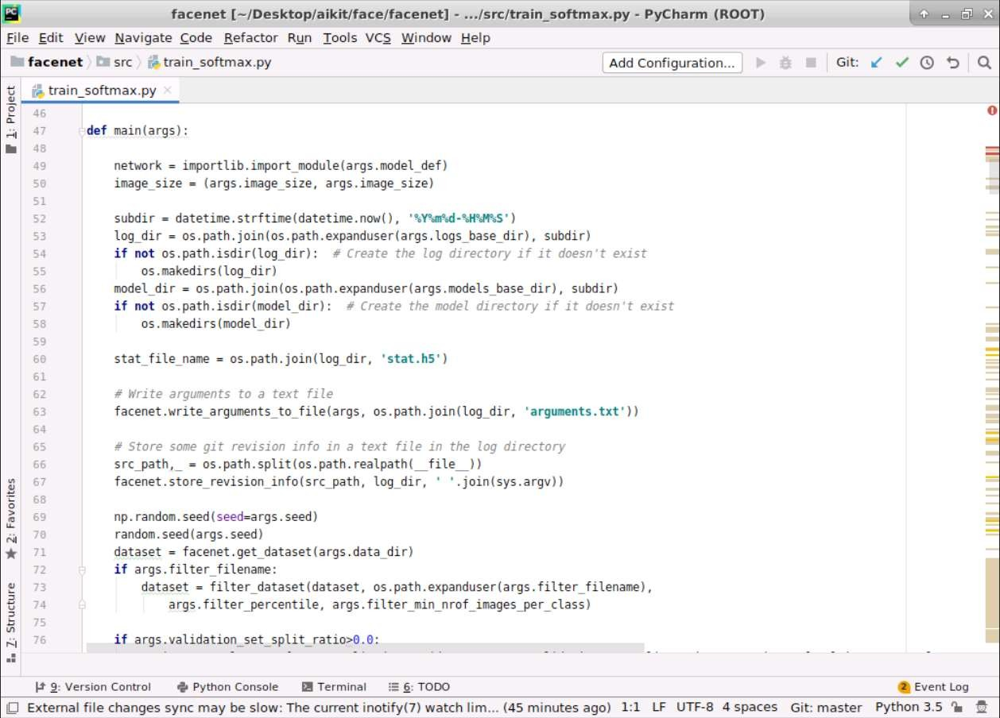 facenet [~/Desktop/aikit/face/facenet] - .../src/train_softmax.py - PyCharm (ROOT)
File Edit View Navigate Code Refactor Run Tools VCS Window Help
facenet src train_softmax.py Add Configuration... Git:
train_softmax.py
1: Project
2: Favorites
7: Structure
46
47 def main(args):
48
49 network = importlib.import_module(args.model_def)
50 image_size = (args.image_size, args.image_size)
51
52 subdir = datetime.strftime(datetime.now(), '%Y%m%d-%H%M%S')
53 log_dir = os.path.join(os.path.expanduser(args.logs_base_dir), subdir)
54 if not os.path.isdir(log_dir):  # Create the log directory if it doesn't exist
55 os.makedirs(log_dir)
56 model_dir = os.path.join(os.path.expanduser(args.models_base_dir), subdir)
57 if not os.path.isdir(model_dir):  # Create the model directory if it doesn't exist
58 os.makedirs(model_dir)
59
60 stat_file_name = os.path.join(log_dir, 'stat.h5')
61
62 # Write arguments to a text file
63 facenet.write_arguments_to_file(args, os.path.join(log_dir, 'arguments.txt'))
64
65 # Store some git revision info in a text file in the log directory
66 src_path,_ = os.path.split(os.path.realpath(__file__))
67 facenet.store_revision_info(src_path, log_dir, ' '.join(sys.argv))
68
69 np.random.seed(seed=args.seed)
70 random.seed(args.seed)
71 dataset = facenet.get_dataset(args.data_dir)
72 if args.filter_filename:
73 dataset = filter_dataset(dataset, os.path.expanduser(args.filter_filename),
74 args.filter_percentile, args.filter_min_nrof_images_per_class)
75
76 if args.validation_set_split_ratio>0.0:
9: Version Control Python Console Terminal 6: TODO 2 Event Log
External file changes sync may be slow: The current inotify(7) watch lim... (45 minutes ago) 1:1 LF UTF-8 4 spaces Git: master Python 3.5